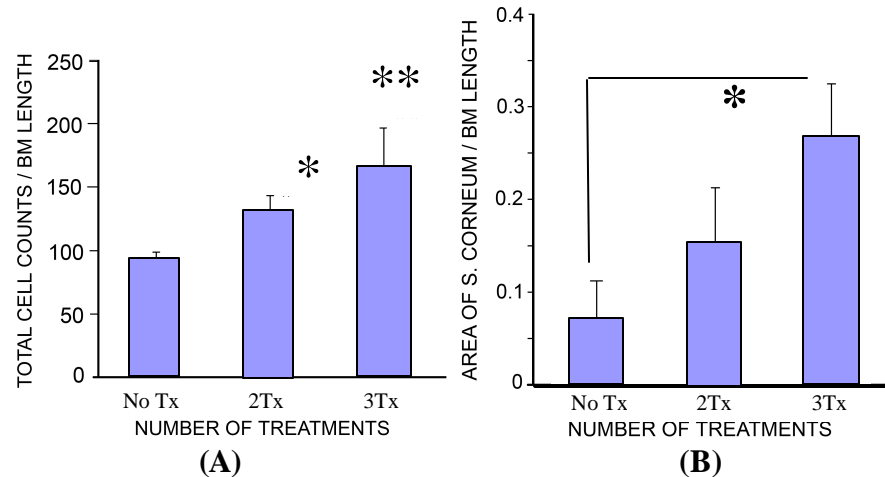 TOTAL CELL COUNTS / BM LENGTH
250
200
150
100
50
0
*
**
No Tx 2Tx 3Tx
NUMBER OF TREATMENTS
(A)
AREA OF S. CORNEUM / BM LENGTH
0.4
0.3
0.2
0.1
0
*
No Tx 2Tx 3Tx
NUMBER OF TREATMENTS
(B)